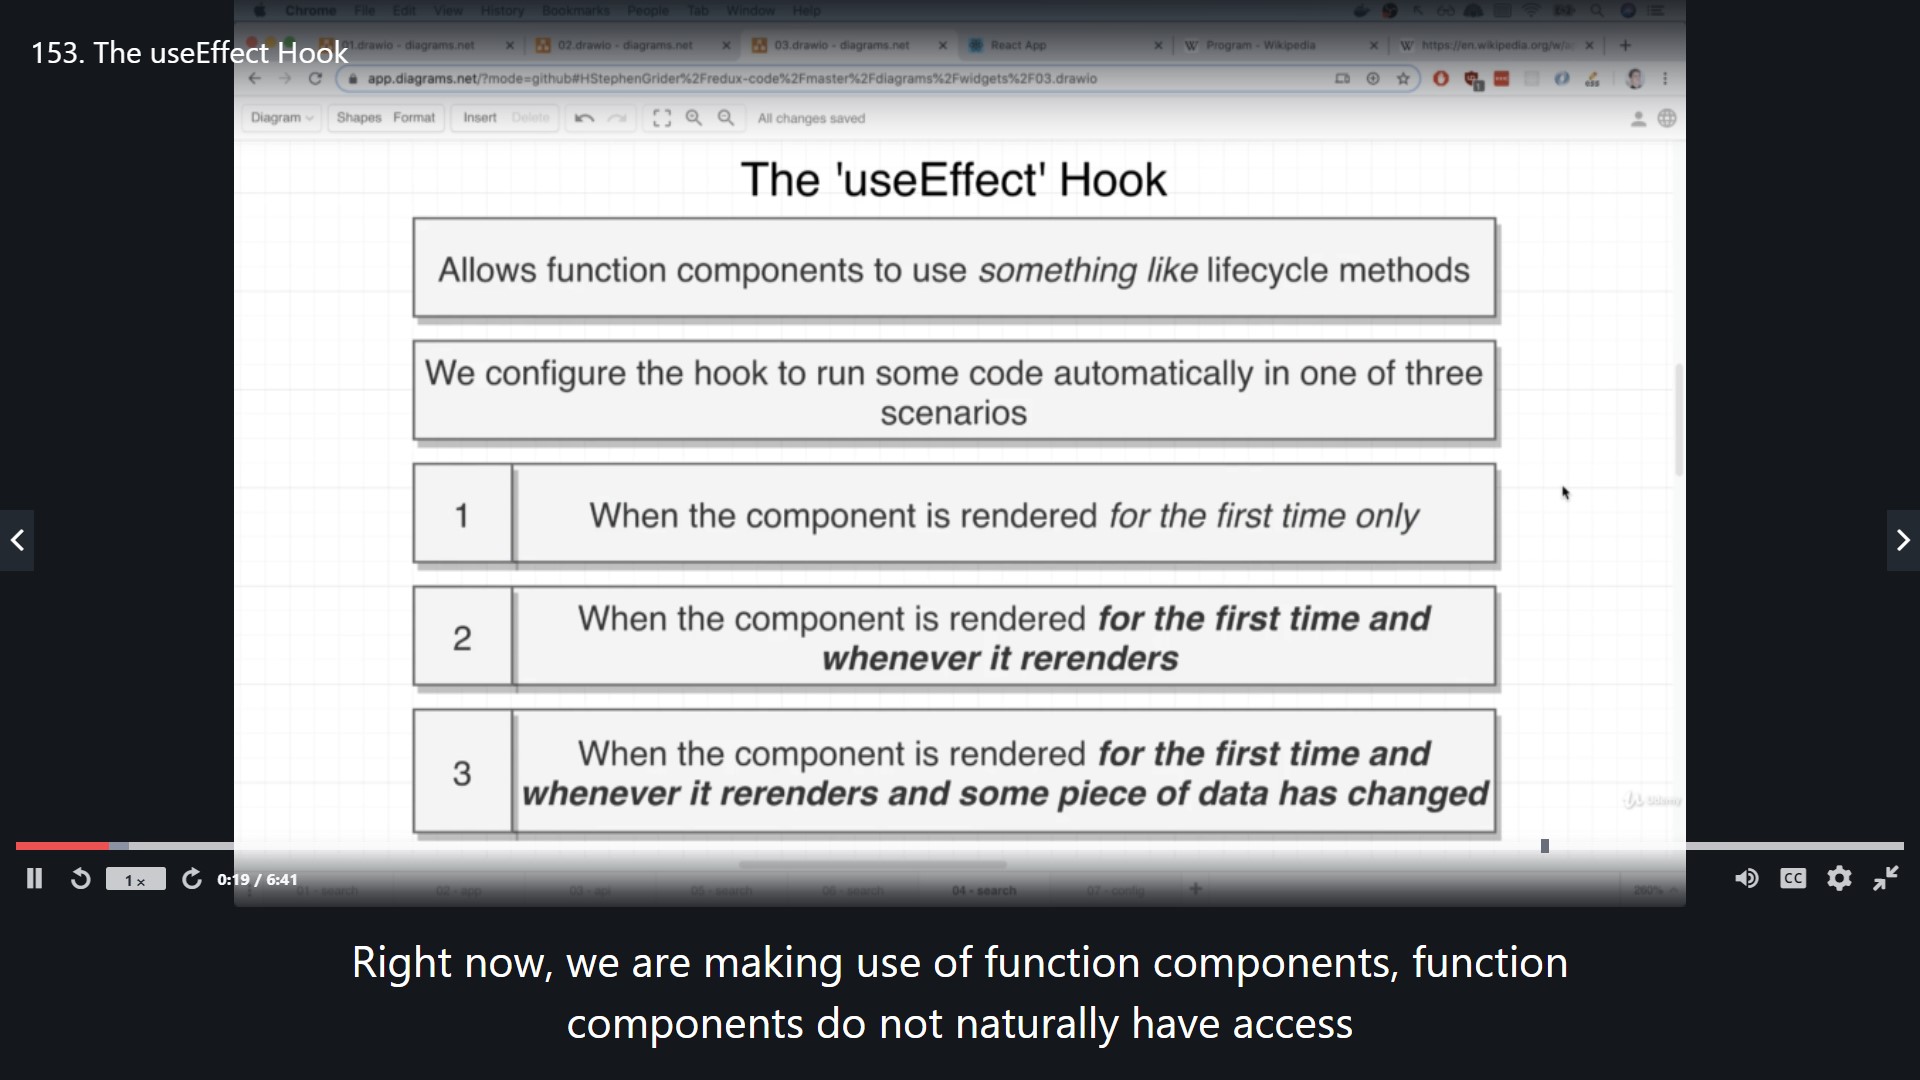 Chrome File Edit View History Bookmarks People Tab Window Help
153. The useEffect Hook
1.drawio - diagrams.net
02.drawio - diagrams.net
03.drawio - diagrams.net
React App
Program - Wikipedia
https://en.wikipedia.org/w/a
app.diagrams.net/?mode=github#HStephenGrider%2Fredux-code%2Fmaster%2Fdiagrams%2Fwidgets%2F03.drawio
Diagram Shapes Format Insert Delete All changes saved
The 'useEffect' Hook
Allows function components to use something like lifecycle methods
We configure the hook to run some code automatically in one of three
scenarios
1 When the component is rendered for the first time only
2 When the component is rendered for the first time and
whenever it rerenders
3 When the component is rendered for the first time and
whenever it rerenders and some piece of data has changed
Udemy
1 x 0:19 / 6:41 CC
01 - search 02 - app 03 - api 05 - search 06 - search 04 - search 07 - config 260%
Right now, we are making use of function components, function
components do not naturally have access